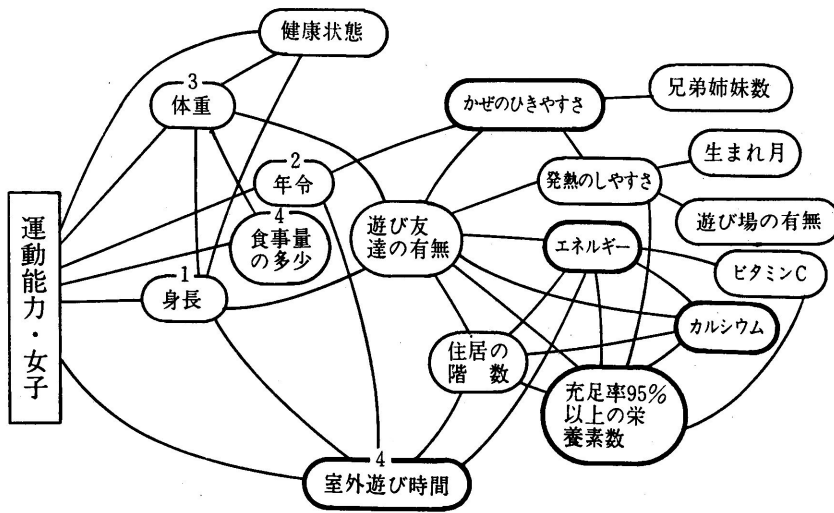 健康状態
3
体重
かぜのひきやすさ
兄弟姉妹数
2
年令
生まれ月
発熱のしやすさ
4
食事量
の多少
遊び友
達の有無
遊び場の有無
エネルギー
ビタミンC
1
身長
カルシウム
運動能力・女子
住居の
階数
充足率95%
以上の栄
養素数
4
室外遊び時間